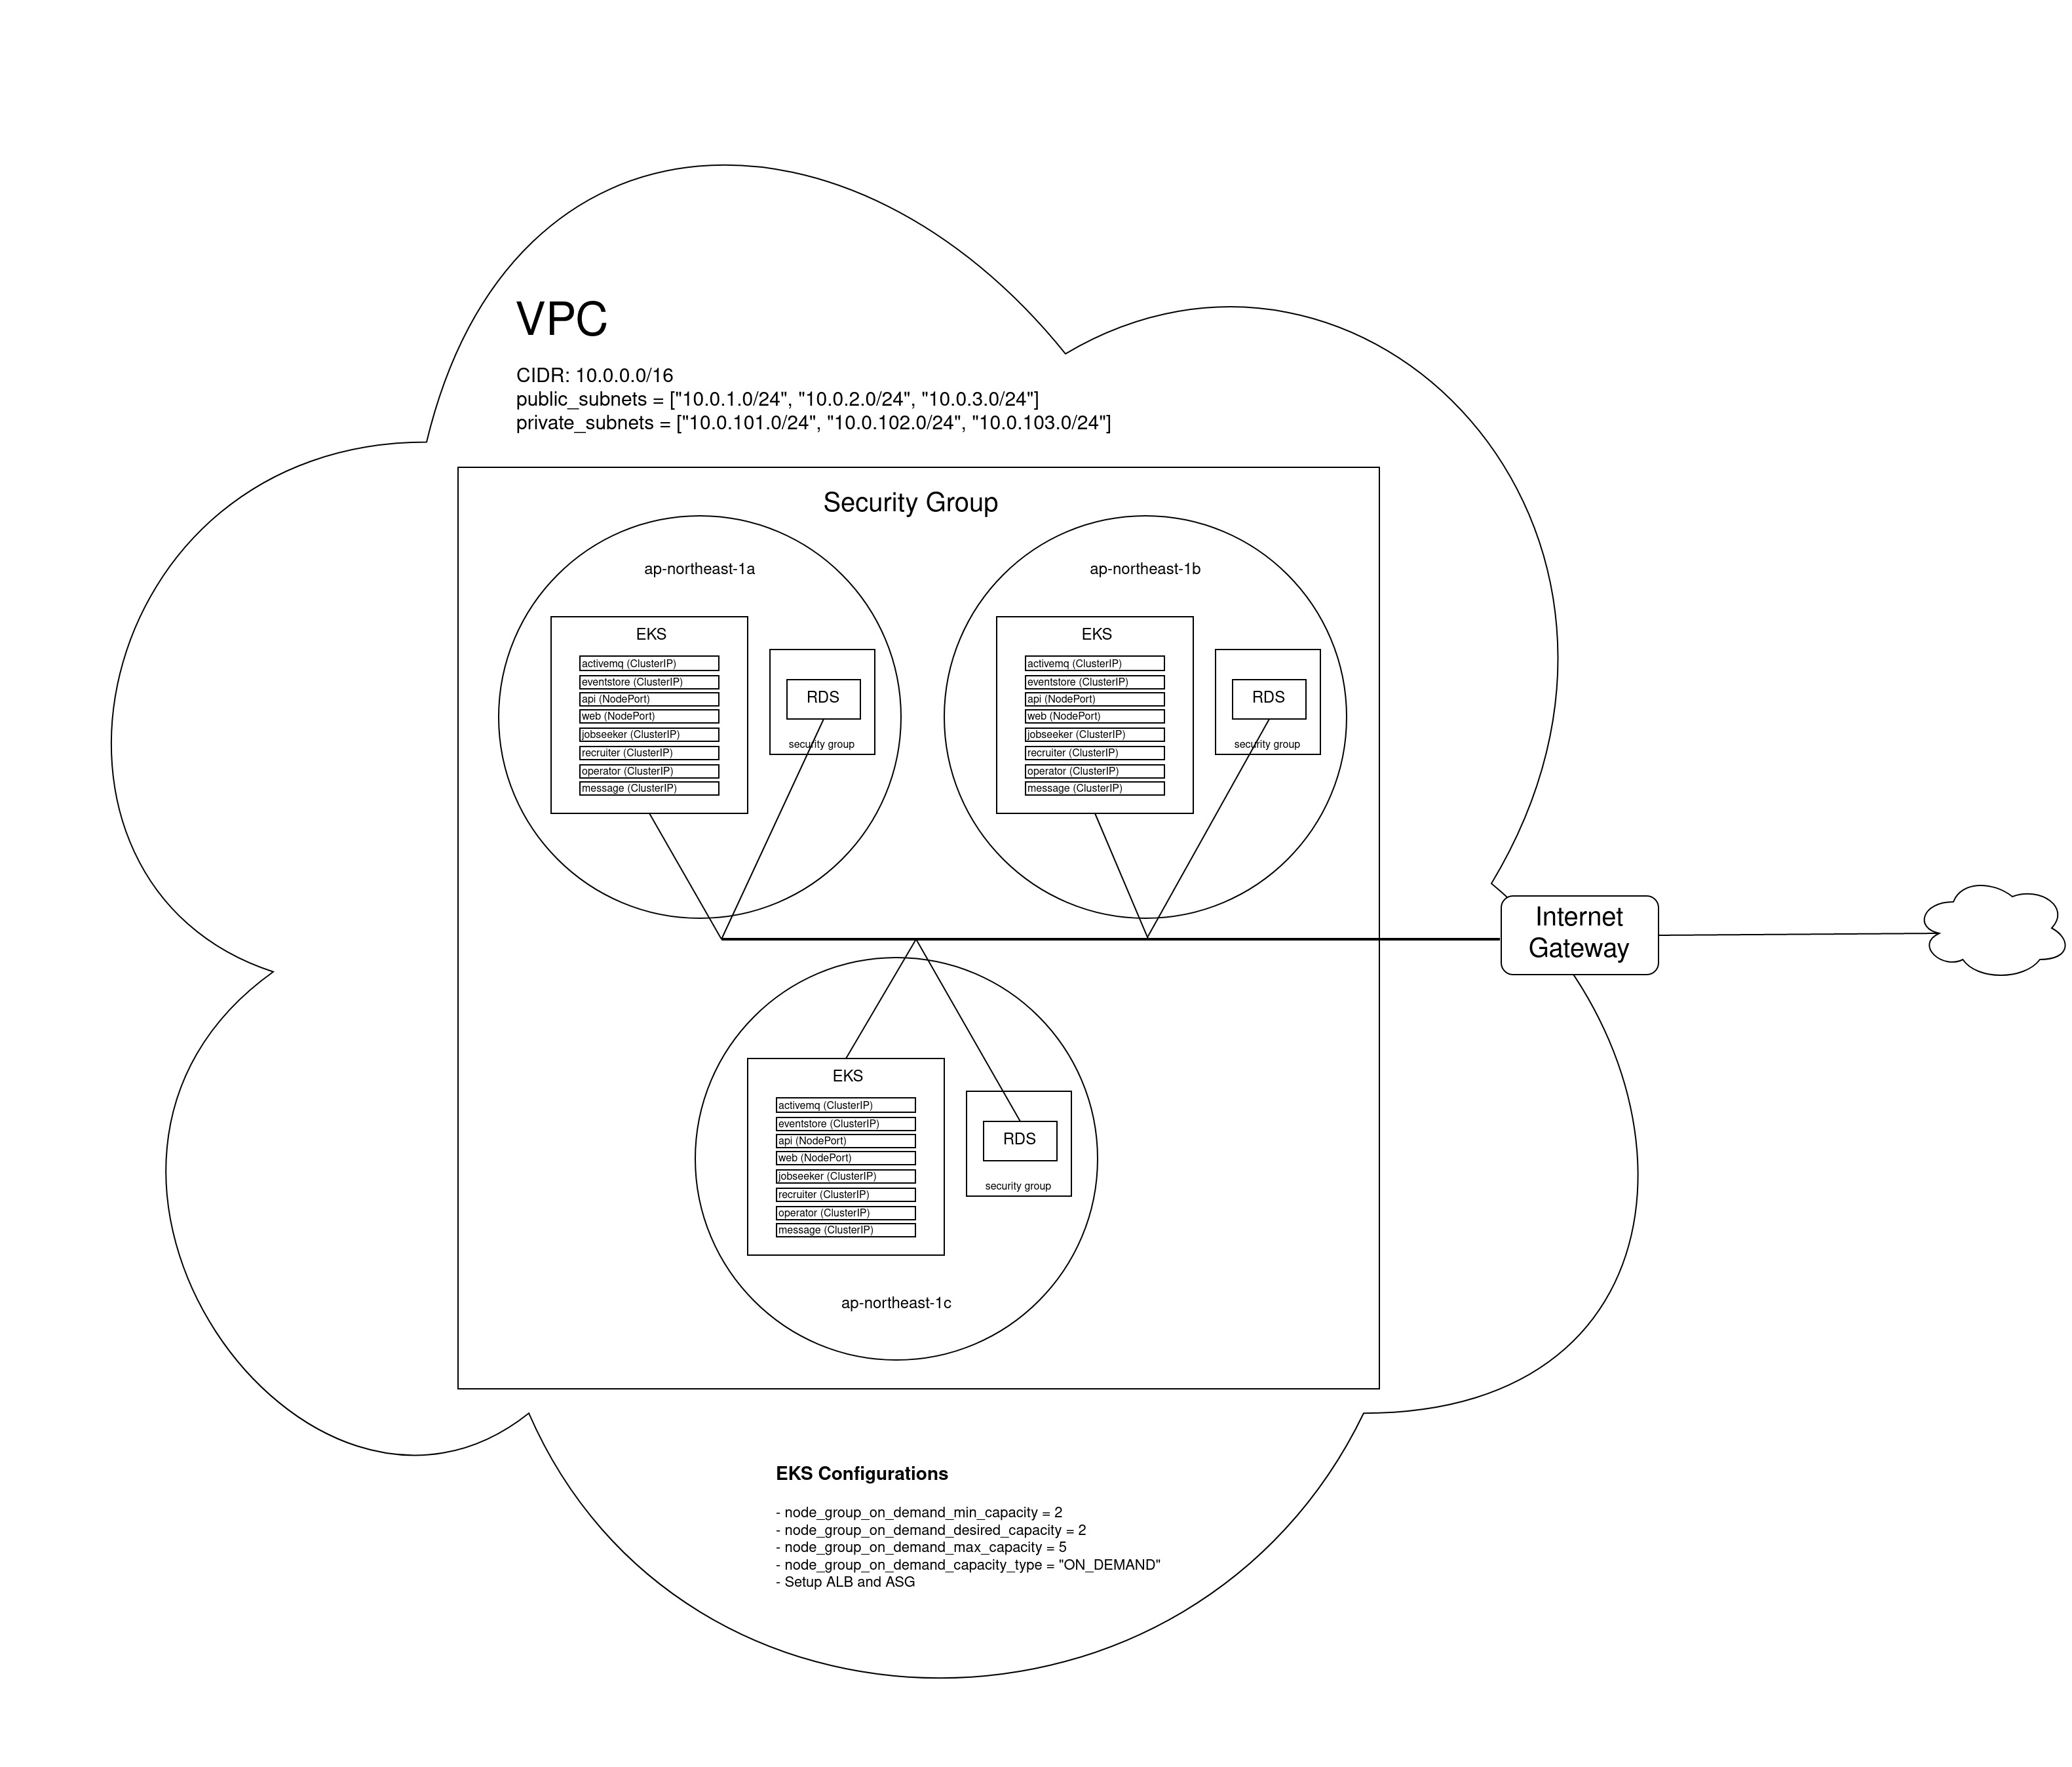 VPC
CIDR: 10.0.0.0/16
public_subnets = ["10.0.1.0/24", "10.0.2.0/24", "10.0.3.0/24"]
private_subnets = ["10.0.101.0/24", "10.0.102.0/24", "10.0.103.0/24"]
Security Group
ap-northeast-1a
EKS
activemq (ClusterIP)
eventstore (ClusterIP)
api (NodePort)
web (NodePort)
jobseeker (ClusterIP)
recruiter (ClusterIP)
operator (ClusterIP)
message (ClusterIP)
RDS
security group
ap-northeast-1b
EKS
activemq (ClusterIP)
eventstore (ClusterIP)
api (NodePort)
web (NodePort)
jobseeker (ClusterIP)
recruiter (ClusterIP)
operator (ClusterIP)
message (ClusterIP)
RDS
security group
Internet
Gateway
EKS
activemq (ClusterIP)
eventstore (ClusterIP)
api (NodePort)
web (NodePort)
jobseeker (ClusterIP)
recruiter (ClusterIP)
operator (ClusterIP)
message (ClusterIP)
RDS
security group
ap-northeast-1c
EKS Configurations
- node_group_on_demand_min_capacity = 2
- node_group_on_demand_desired_capacity = 2
- node_group_on_demand_max_capacity = 5
- node_group_on_demand_capacity_type = "ON_DEMAND"
- Setup ALB and ASG